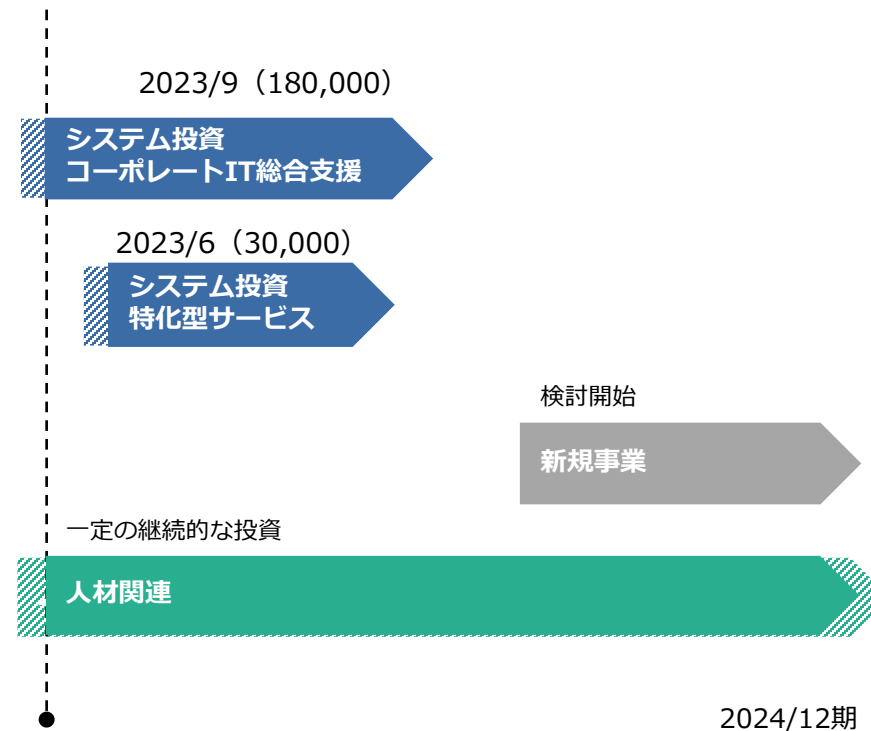 2023/9（180,000）
システム投資
コーポレートIT総合支援
2023/6（30,000）
システム投資
特化型サービス
検討開始
新規事業
一定の継続的な投資
人材関連
2024/12期